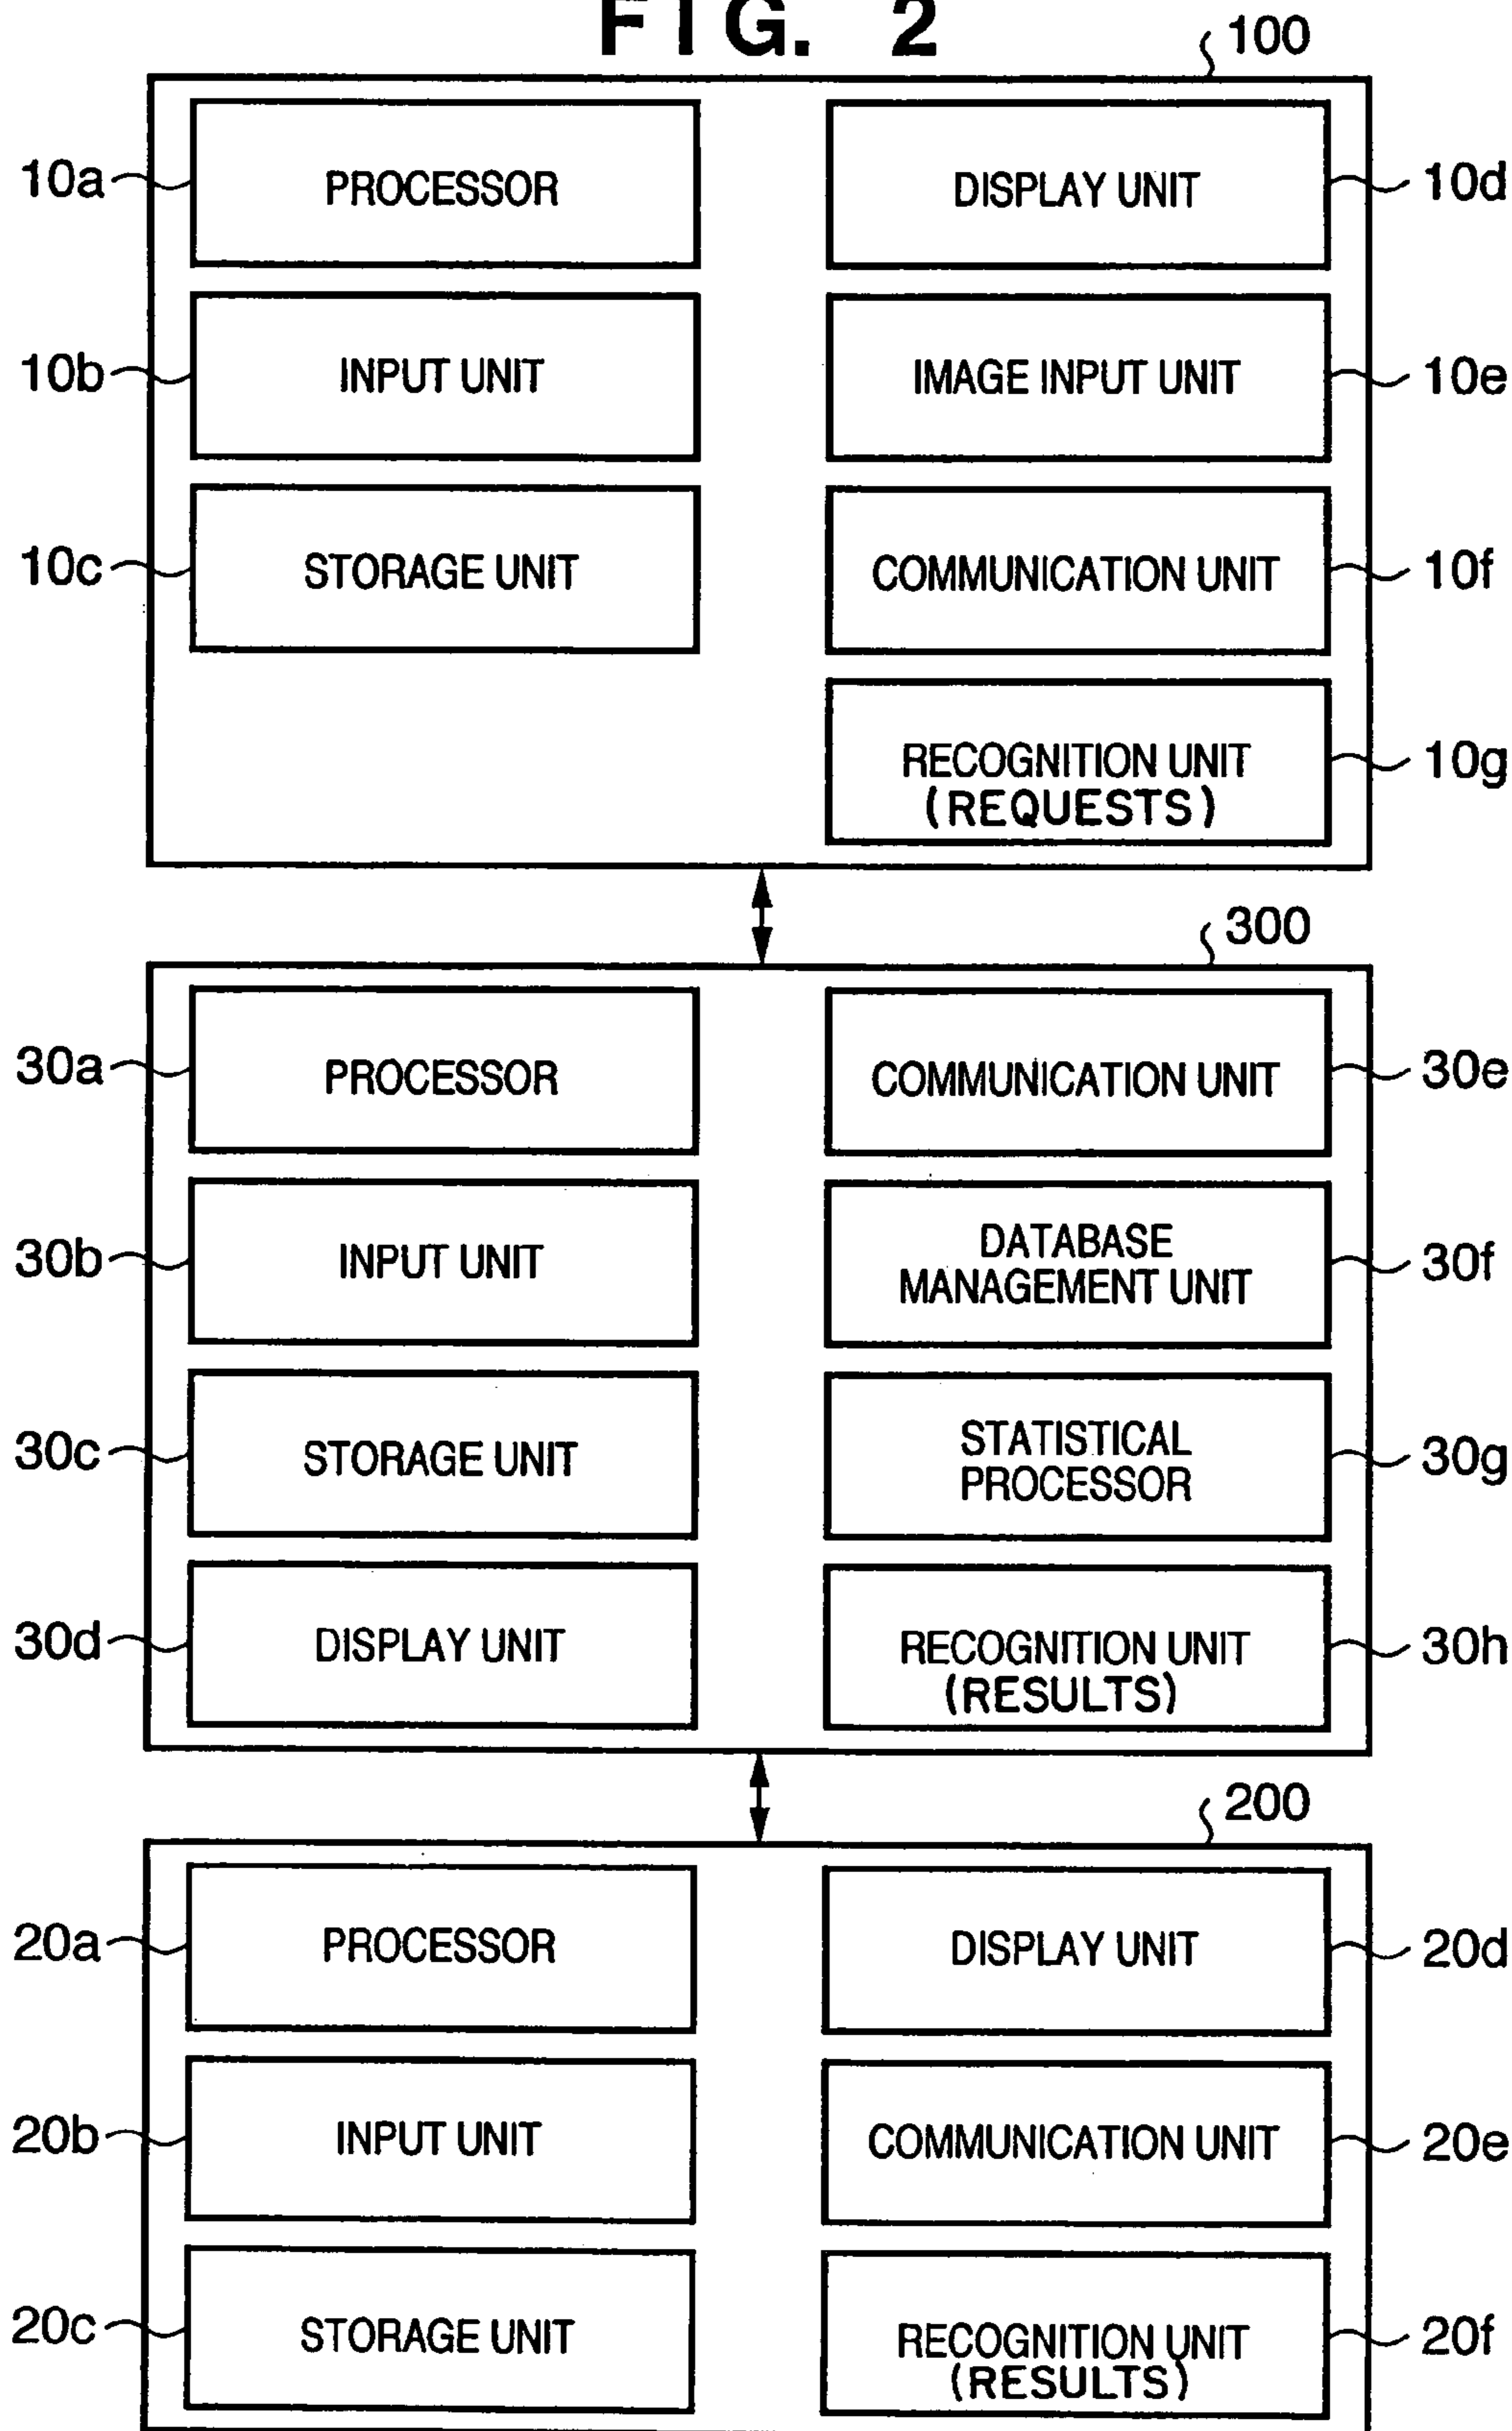 FIG. 2
100
10a PROCESSOR DISPLAY UNIT 10d
10b INPUT UNIT IMAGE INPUT UNIT 10e
10c STORAGE UNIT COMMUNICATION UNIT 10f
RECOGNITION UNIT 10g
(REQUESTS)
300
30a PROCESSOR COMMUNICATION UNIT 30e
30b INPUT UNIT DATABASE
MANAGEMENT UNIT 30f
30c STORAGE UNIT STATISTICAL
PROCESSOR 30g
30d DISPLAY UNIT RECOGNITION UNIT 30h
(RESULTS)
200
20a PROCESSOR DISPLAY UNIT 20d
20b INPUT UNIT COMMUNICATION UNIT 20e
20c STORAGE UNIT RECOGNITION UNIT 20f
(RESULTS)